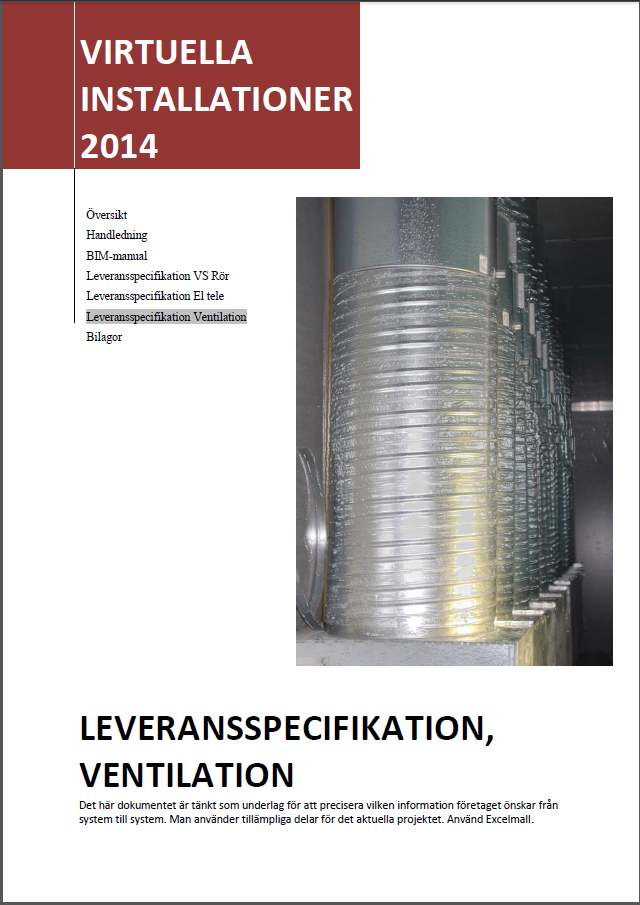 VIRTUELLA
INSTALLATIONER
2014
Översikt
Handledning
BIM-manual
Leveransspecifikation VS Rör
Leveransspecifikation El tele
Leveransspecifikation Ventilation
Bilagor
LEVERANSSPECIFIKATION,
VENTILATION
Det här dokumentet är tänkt som underlag för att precisera vilken information företaget önskar från
system till system. Man använder tillämpliga delar för det aktuella projektet. Använd Excelmall.